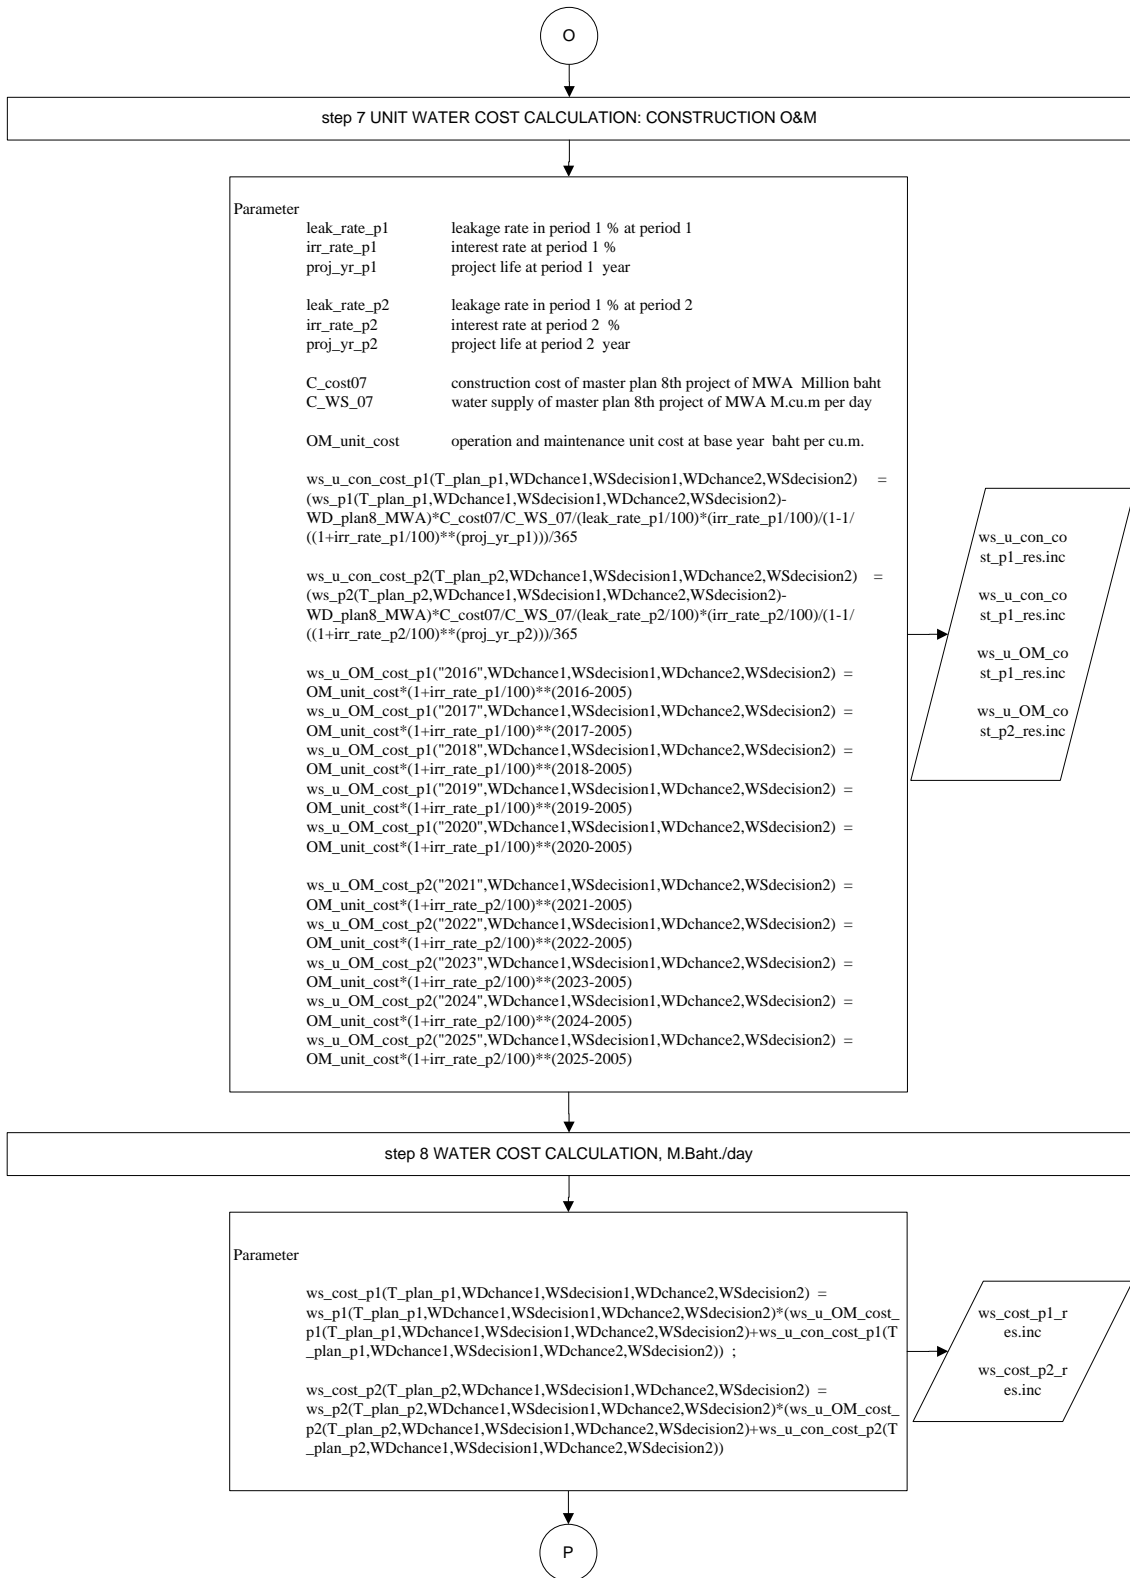 O
step 7 UNIT WATER COST CALCULATION: CONSTRUCTION O&M
Parameter
leak_rate_p1 leakage rate in period 1 % at period 1
irr_rate_p1 interest rate at period 1 %
proj_yr_p1 project life at period 1 year
leak_rate_p2 leakage rate in period 1 % at period 2
irr_rate_p2 interest rate at period 2 %
proj_yr_p2 project life at period 2 year
C_cost07 construction cost of master plan 8th project of MWA Million baht
C_WS_07 water supply of master plan 8th project of MWA M.cu.m per day
OM_unit_cost operation and maintenance unit cost at base year baht per cu.m.
ws_u_con_cost_p1(T_plan_p1,WDchance1,WSdecision1,WDchance2,WSdecision2) =
(ws_p1(T_plan_p1,WDchance1,WSdecision1,WDchance2,WSdecision2)-
WD_plan8_MWA)*C_cost07/C_WS_07/(leak_rate_p1/100)*(irr_rate_p1/100)/(1-1/
((1+irr_rate_p1/100)**(proj_yr_p1)))/365
ws_u_con_cost_p2(T_plan_p2,WDchance1,WSdecision1,WDchance2,WSdecision2) =
(ws_p2(T_plan_p2,WDchance1,WSdecision1,WDchance2,WSdecision2)-
WD_plan8_MWA)*C_cost07/C_WS_07/(leak_rate_p2/100)*(irr_rate_p2/100)/(1-1/
((1+irr_rate_p2/100)**(proj_yr_p2)))/365
ws_u_OM_cost_p1("2016",WDchance1,WSdecision1,WDchance2,WSdecision2) =
OM_unit_cost*(1+irr_rate_p1/100)**(2016-2005)
ws_u_OM_cost_p1("2017",WDchance1,WSdecision1,WDchance2,WSdecision2) =
OM_unit_cost*(1+irr_rate_p1/100)**(2017-2005)
ws_u_OM_cost_p1("2018",WDchance1,WSdecision1,WDchance2,WSdecision2) =
OM_unit_cost*(1+irr_rate_p1/100)**(2018-2005)
ws_u_OM_cost_p1("2019",WDchance1,WSdecision1,WDchance2,WSdecision2) =
OM_unit_cost*(1+irr_rate_p1/100)**(2019-2005)
ws_u_OM_cost_p1("2020",WDchance1,WSdecision1,WDchance2,WSdecision2) =
OM_unit_cost*(1+irr_rate_p1/100)**(2020-2005)
ws_u_OM_cost_p2("2021",WDchance1,WSdecision1,WDchance2,WSdecision2) =
OM_unit_cost*(1+irr_rate_p2/100)**(2021-2005)
ws_u_OM_cost_p2("2022",WDchance1,WSdecision1,WDchance2,WSdecision2) =
OM_unit_cost*(1+irr_rate_p2/100)**(2022-2005)
ws_u_OM_cost_p2("2023",WDchance1,WSdecision1,WDchance2,WSdecision2) =
OM_unit_cost*(1+irr_rate_p2/100)**(2023-2005)
ws_u_OM_cost_p2("2024",WDchance1,WSdecision1,WDchance2,WSdecision2) =
OM_unit_cost*(1+irr_rate_p2/100)**(2024-2005)
ws_u_OM_cost_p2("2025",WDchance1,WSdecision1,WDchance2,WSdecision2) =
OM_unit_cost*(1+irr_rate_p2/100)**(2025-2005)
ws_u_con_co
st_p1_res.inc
ws_u_con_co
st_p1_res.inc
ws_u_OM_co
st_p1_res.inc
ws_u_OM_co
st_p2_res.inc
step 8 WATER COST CALCULATION, M.Baht./day
Parameter
ws_cost_p1(T_plan_p1,WDchance1,WSdecision1,WDchance2,WSdecision2) =
ws_p1(T_plan_p1,WDchance1,WSdecision1,WDchance2,WSdecision2)*(ws_u_OM_cost_
p1(T_plan_p1,WDchance1,WSdecision1,WDchance2,WSdecision2)+ws_u_con_cost_p1(T
_plan_p1,WDchance1,WSdecision1,WDchance2,WSdecision2)) ;
ws_cost_p2(T_plan_p2,WDchance1,WSdecision1,WDchance2,WSdecision2) =
ws_p2(T_plan_p2,WDchance1,WSdecision1,WDchance2,WSdecision2)*(ws_u_OM_cost_
p2(T_plan_p2,WDchance1,WSdecision1,WDchance2,WSdecision2)+ws_u_con_cost_p2(T
_plan_p2,WDchance1,WSdecision1,WDchance2,WSdecision2))
ws_cost_p1_r
es.inc
ws_cost_p2_r
es.inc
P